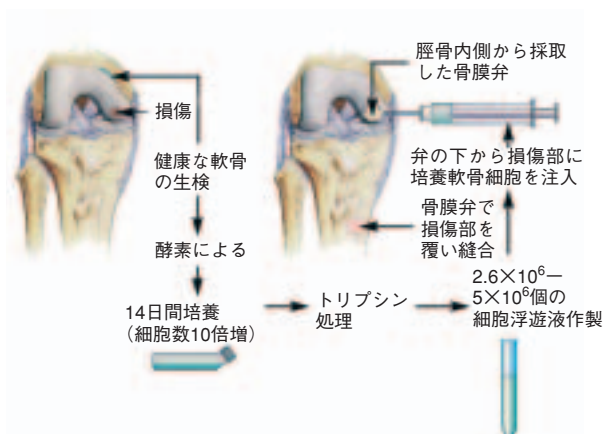 損傷
健康な軟骨
の生検
酵素による
14日間培養
（細胞数10倍増）
トリプシン
処理
2.6×10⁶—
5×10⁶個の
細胞浮遊液作製
弁の下から損傷部に
培養軟骨細胞を注入
脛骨内側から採取
した骨膜弁
骨膜弁で
損傷部を
覆い縫合